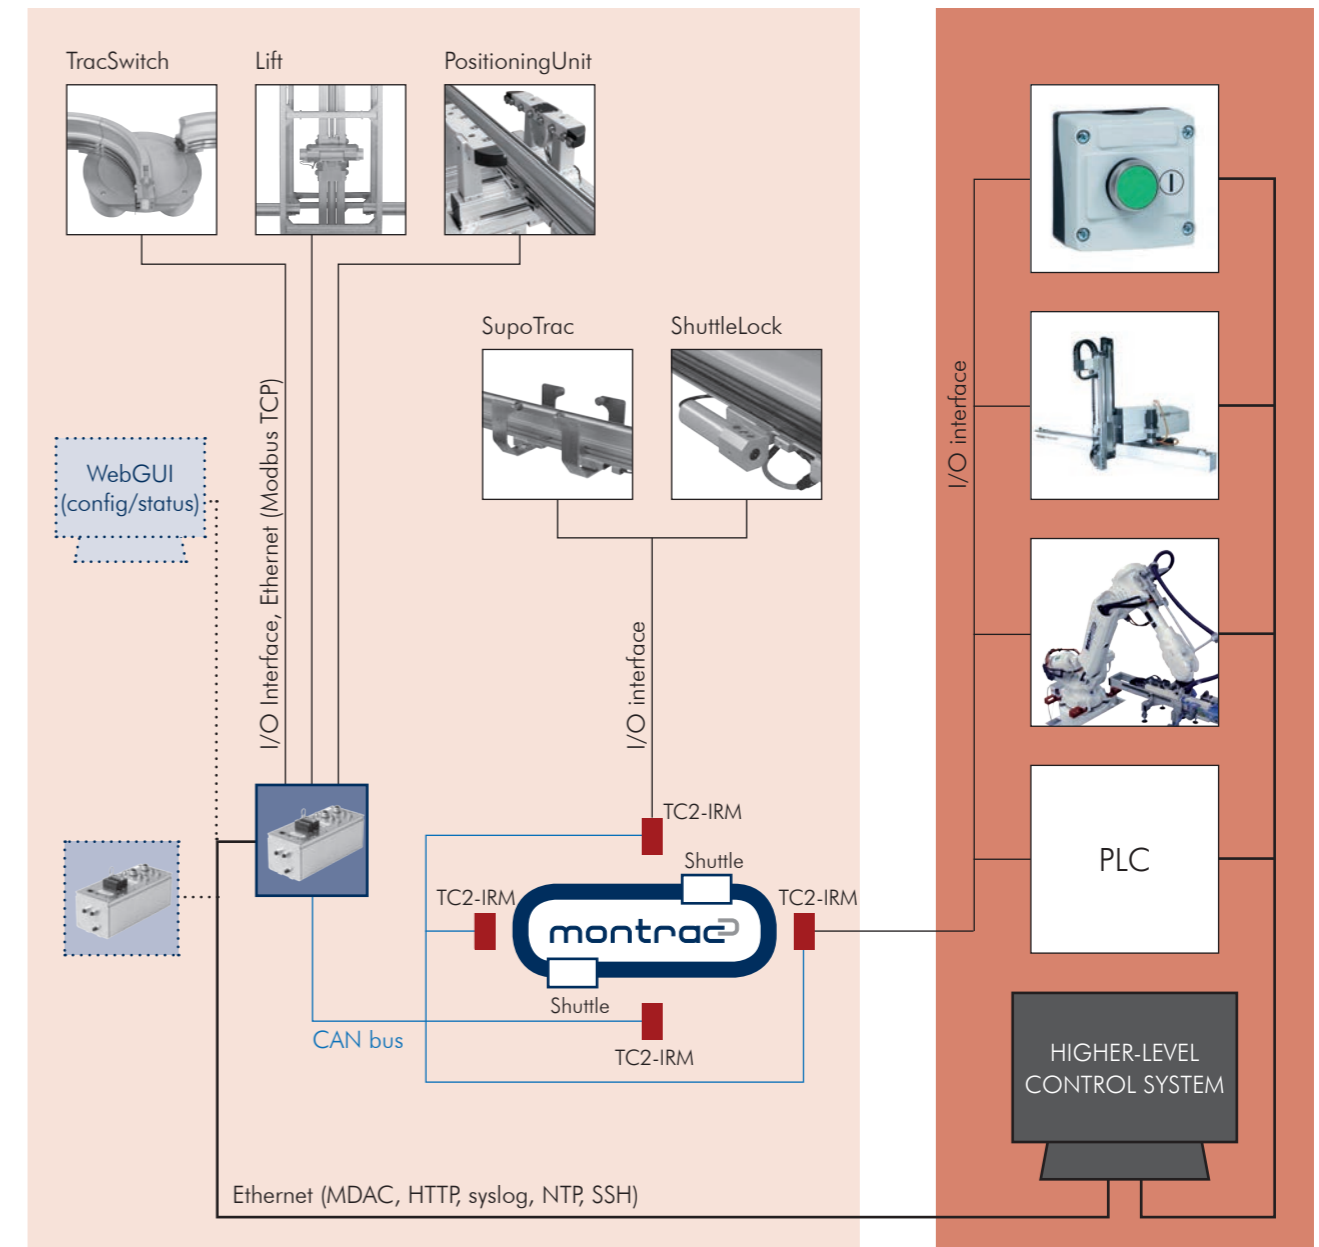 TracSwitch
Lift
PositioningUnit
SupoTrac
ShuttleLock
I/O Interface, Ethernet (Modbus TCP)
WebGUI
(config/status)
I/O interface
I/O interface
TC2-IRM
Shuttle
TC2-IRM
TC2-IRM
montrac
Shuttle
TC2-IRM
CAN bus
PLC
HIGHER-LEVEL
CONTROL SYSTEM
Ethernet (MDAC, HTTP, syslog, NTP, SSH)